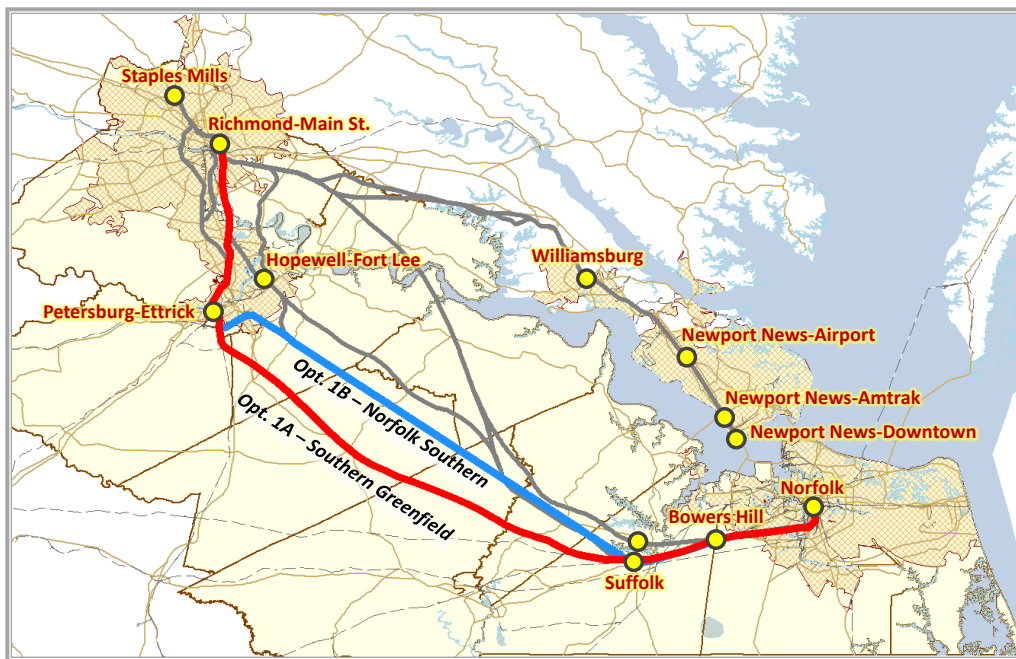 Staples Mills
Richmond-Main St.
Hopewell-Fort Lee
Williamsburg
Petersburg-Ettrick
Newport News-Airport
Opt. 1B – Norfolk Southern
Opt. 1A – Southern Greenfield
Newport News-Amtrak
Newport News-Downtown
Norfolk
Bowers Hill
Suffolk